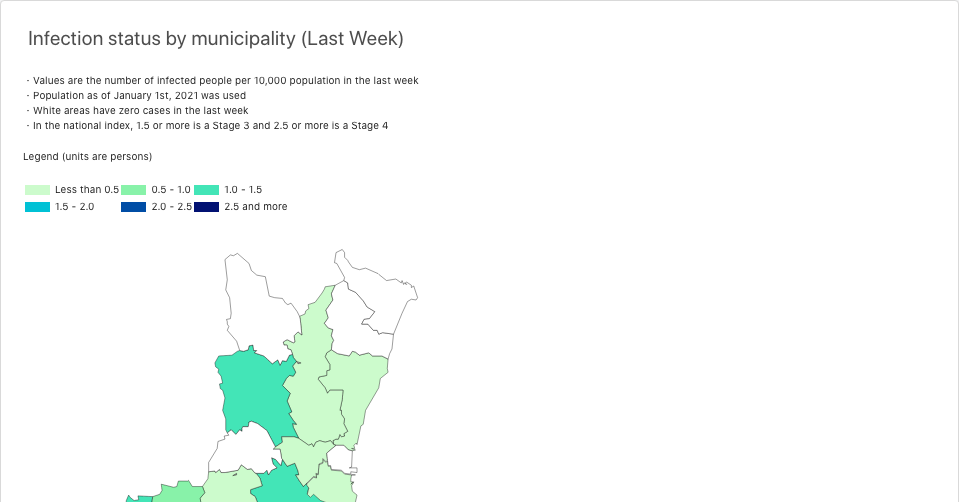 Infection status by municipality (Last Week)
· Values are the number of infected people per 10,000 population in the last week
· Population as of January 1st, 2021 was used
· White areas have zero cases in the last week
· In the national index, 1.5 or more is a Stage 3 and 2.5 or more is a Stage 4
Legend (units are persons)
Less than 0.5 0.5 - 1.0 1.0 - 1.5
1.5 - 2.0 2.0 - 2.5 2.5 and more